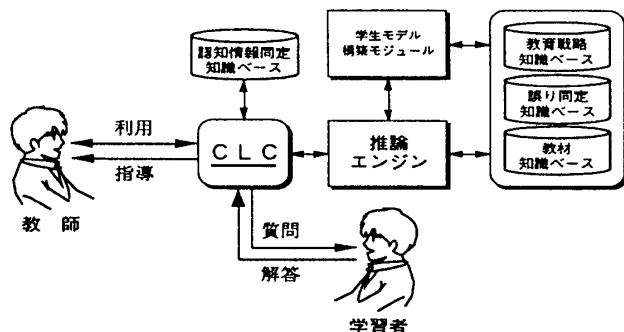 認知情報同定
知識ベース
学生モデル
構築モジュール
教育戦略
知識ベース
誤り同定
知識ベース
教材
知識ベース
利用
指導
CLC
推論
エンジン
教師
質問
解答
学習者